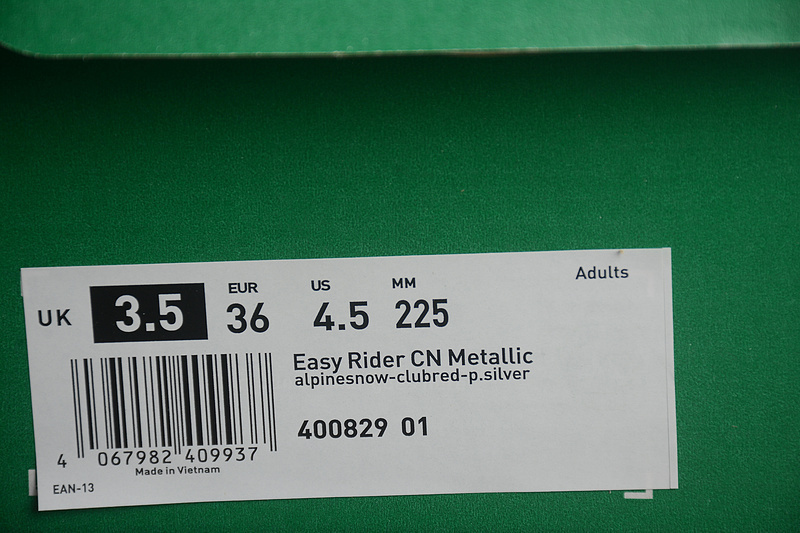 Adults
UK 3.5 EUR 36 US 4.5 MM 225
Easy Rider CN Metallic
alpinesnow-clubred-p.silver
400829 01
4 067982 409937
Made in Vietnam
EAN-13